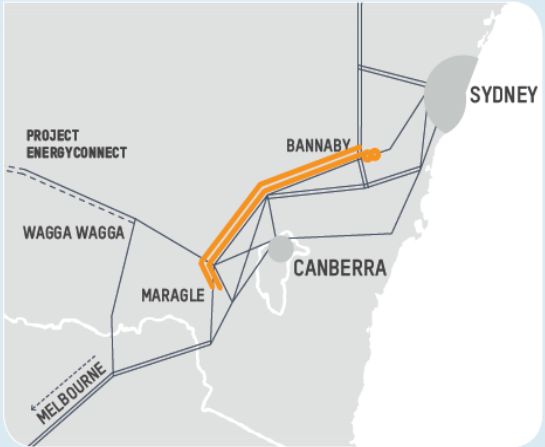 SYDNEY
PROJECT
ENERGYCONNECT
BANNABY
WAGGA WAGGA
CANBERRA
MARAGLE
MELBOURNE